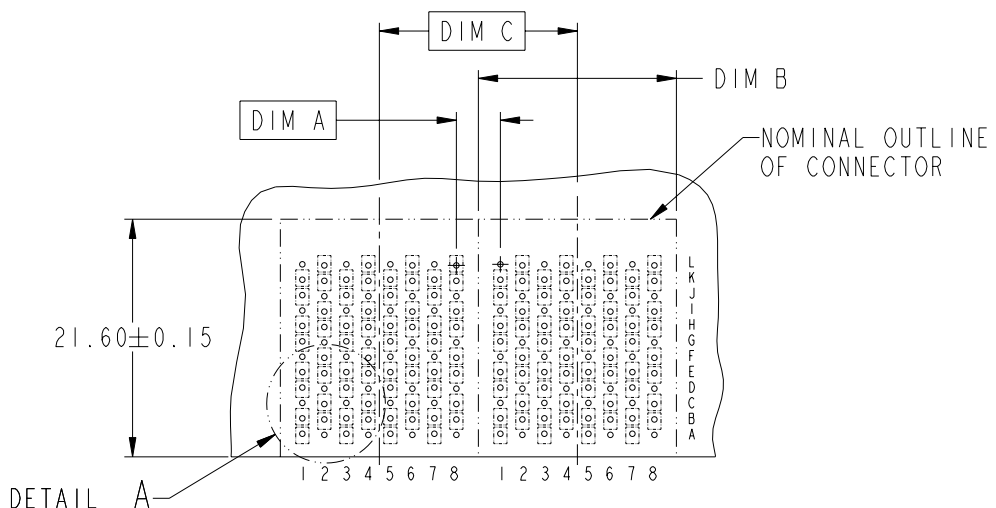 DIM C
DIM B
DIM A
NOMINAL OUTLINE
OF CONNECTOR
L
K
J
I
H
G
F
E
D
C
B
A
21.60±0.15
1 2 3 4 5 6 7 8 1 2 3 4 5 6 7 8
DETAIL A